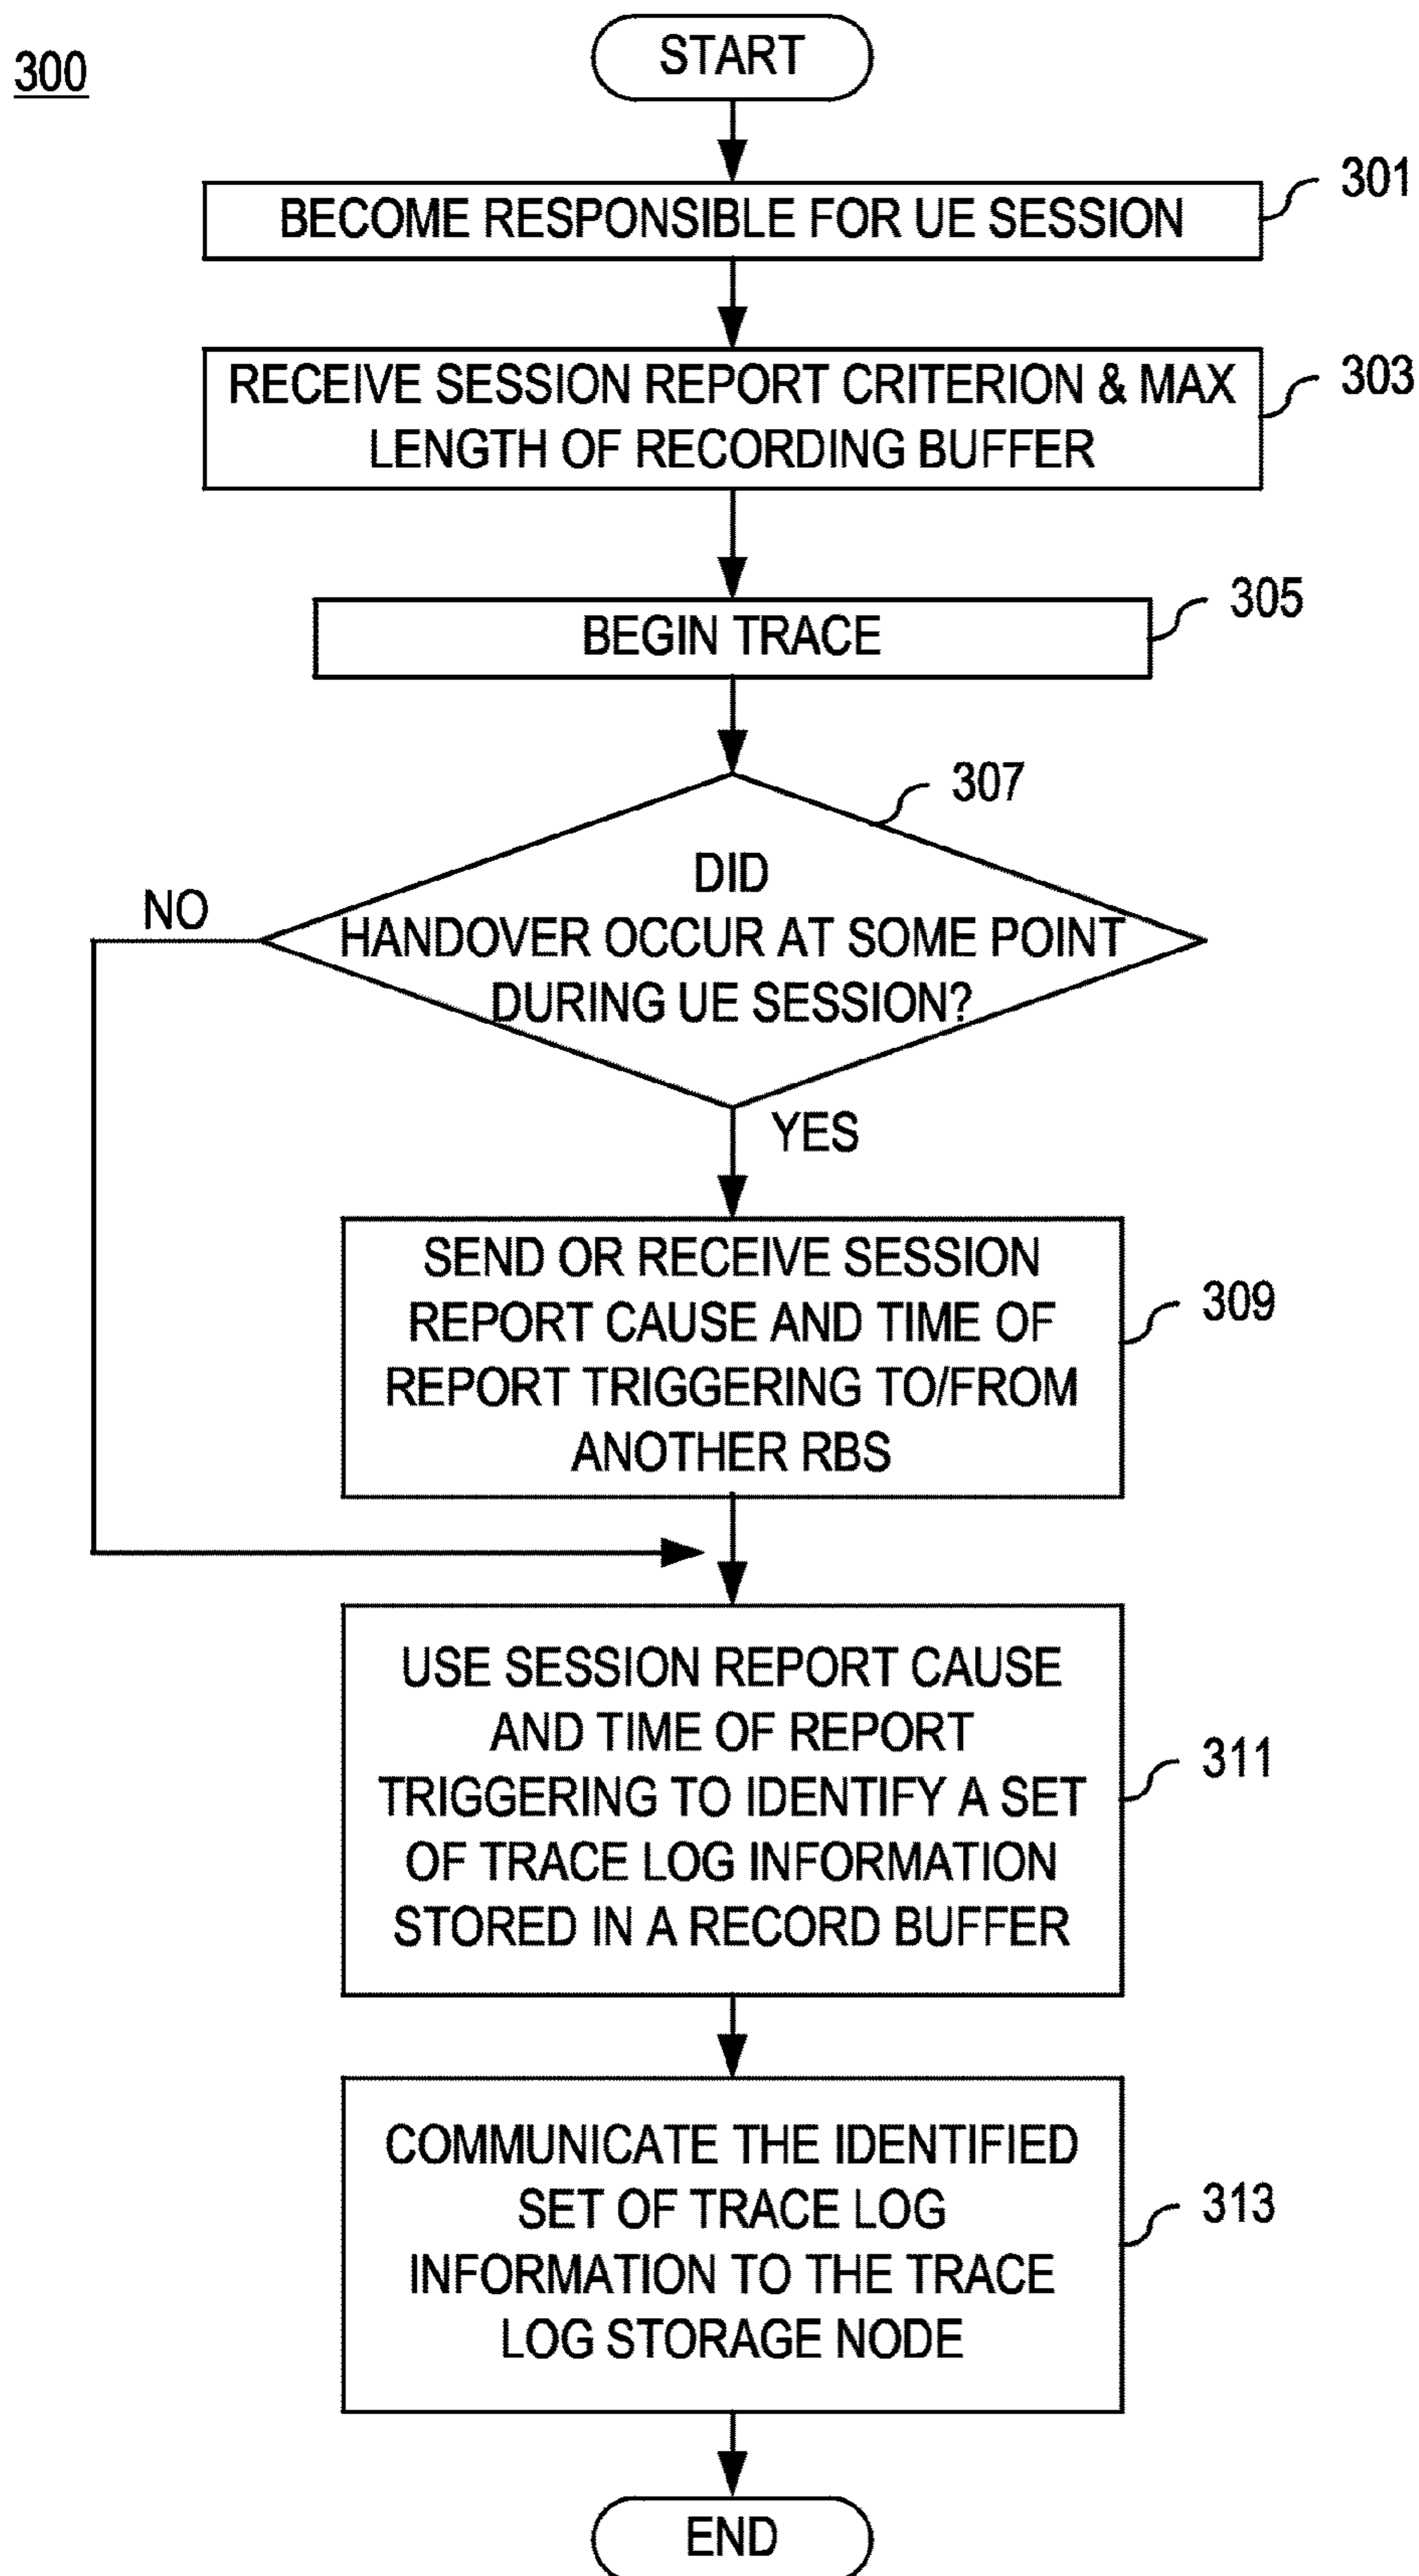 300
START
301
BECOME RESPONSIBLE FOR UE SESSION
303
RECEIVE SESSION REPORT CRITERION & MAX
LENGTH OF RECORDING BUFFER
305
BEGIN TRACE
307
DID
HANDOVER OCCUR AT SOME POINT
DURING UE SESSION?
NO
YES
SEND OR RECEIVE SESSION
REPORT CAUSE AND TIME OF
REPORT TRIGGERING TO/FROM
ANOTHER RBS
309
USE SESSION REPORT CAUSE
AND TIME OF REPORT
TRIGGERING TO IDENTIFY A SET
OF TRACE LOG INFORMATION
STORED IN A RECORD BUFFER
311
COMMUNICATE THE IDENTIFIED
SET OF TRACE LOG
INFORMATION TO THE TRACE
LOG STORAGE NODE
313
END